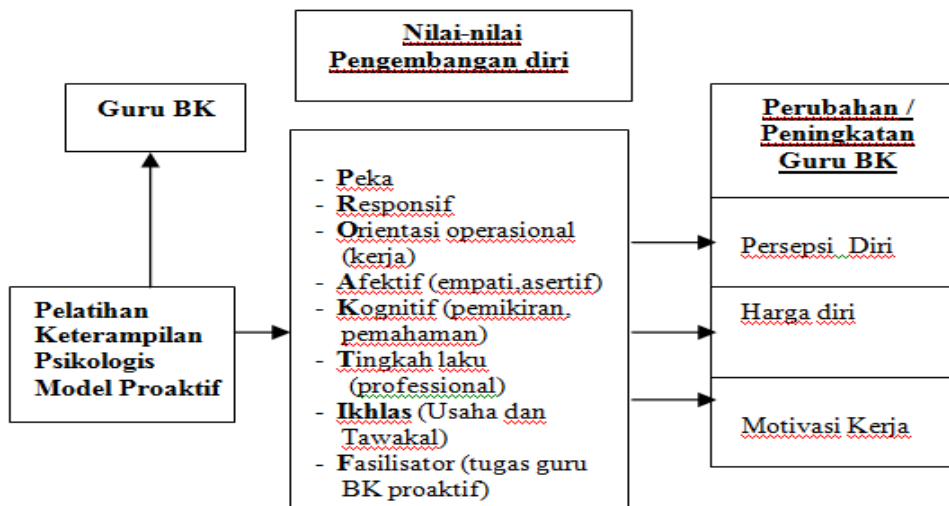 Nilai-nilai
Pengembangan diri
Guru BK
Pelatihan
Keterampilan
Psikologis
Model Proaktif
- Peka
- Responsif
- Orientasi operasional
(kerja)
- Afektif (empati,asertif)
- Kognitif (pemikiran,
pemahaman)
- Tingkah laku
(professional)
- Ikhlas (Usaha dan
Tawakal)
- Fasilisator (tugas guru
BK proaktif)
Perubahan /
Peningkatan
Guru BK
Persepsi Diri
Harga diri
Motivasi Kerja